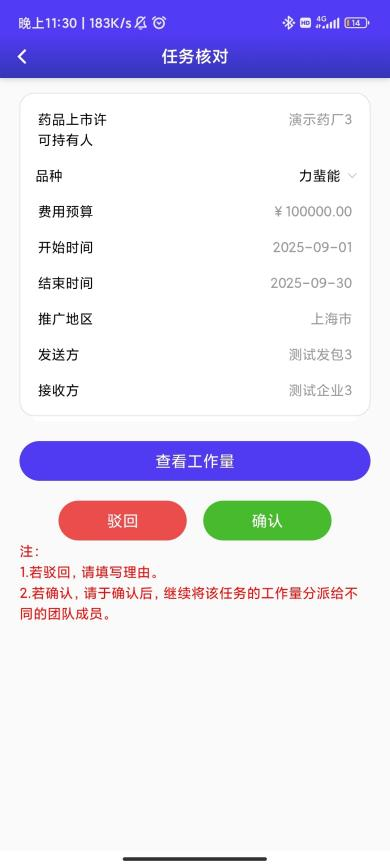 晚上11:30 | 183K/s
HD 4G 14
任务核对
药品上市许
可持有人
演示药厂3
品种
力蜚能
费用预算
¥ 100000.00
开始时间
2025-09-01
结束时间
2025-09-30
推广地区
上海市
发送方
测试发包3
接收方
测试企业3
查看工作量
驳回
确认
注：
1.若驳回，请填写理由。
2.若确认，请于确认后，继续将该任务的工作量分派给不
同的团队成员。